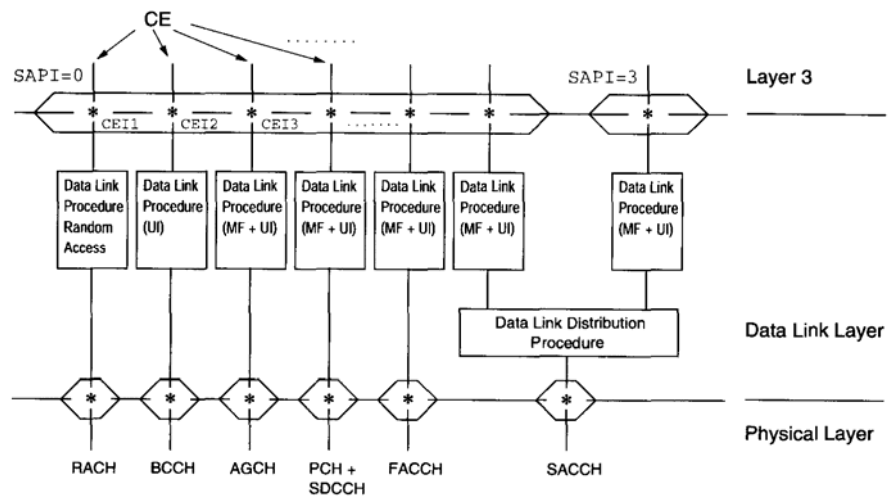 CE
SAPI=0
SAPI=3
Layer 3
CEI1
CEI2
CEI3
Data Link
Procedure
Random
Access
Data Link
Procedure
(UI)
Data Link
Procedure
(MF + UI)
Data Link
Procedure
(MF + UI)
Data Link
Procedure
(MF + UI)
Data Link
Procedure
(MF + UI)
Data Link
Procedure
(MF + UI)
Data Link Distribution
Procedure
Data Link Layer
Physical Layer
RACH
BCCH
AGCH
PCH +
SDCCH
FACCH
SACCH